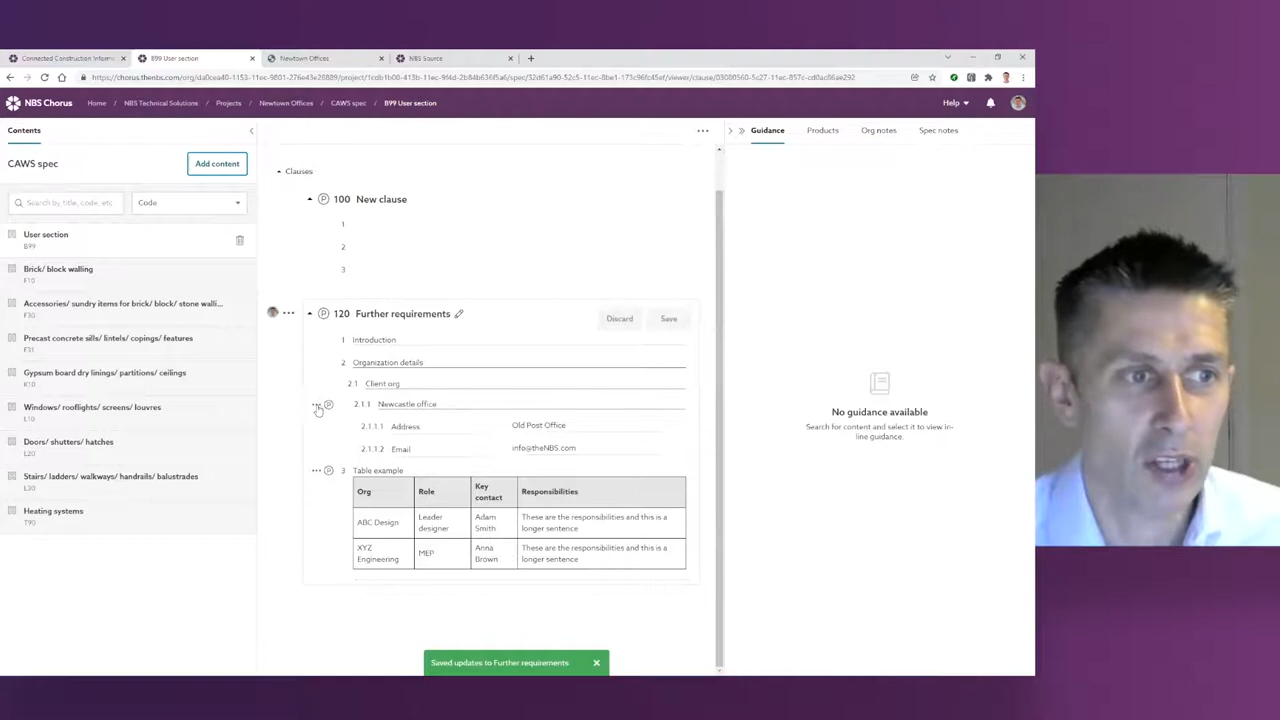 Connected Construction Inform
B99 User section
Newtown Offices
NBS Source
NBS Chorus
Home / NBS Technical Solutions / Projects / Newtown Offices / CAWS spec / B99 User section
Help
Contents
Guidance
Products
Org notes
Spec notes
CAWS spec
Add content
Search by title, code, etc
Code
User section
B99
Brick/ block walling
F10
Accessories/ sundry items for brick/ block/ stone walli...
F30
Precast concrete sills/ lintels/ copings/ features
F31
Gypsum board dry linings/ partitions/ ceilings
K10
Windows/ rooflights/ screens/ louvres
L10
Doors/ shutters/ hatches
L20
Stairs/ ladders/ walkways/ handrails/ balustrades
L30
Heating systems
T90
Clauses
P 100 New clause
1
2
3
P 120 Further requirements
Discard
Save
1 Introduction
2 Organization details
2.1 Client org
P 2.1.1 Newcastle office
2.1.1.1 Address Old Post Office
2.1.1.2 Email info@theNBS.com
P 3 Table example
Org
Role
Key contact
Responsibilities
ABC Design
Leader designer
Adam Smith
These are the responsibilities and this is a longer sentence
XYZ Engineering
MEP
Anna Brown
These are the responsibilities and this is a longer sentence
Saved updates to Further requirements
No guidance available
Search for content and select it to view in-
line guidance.